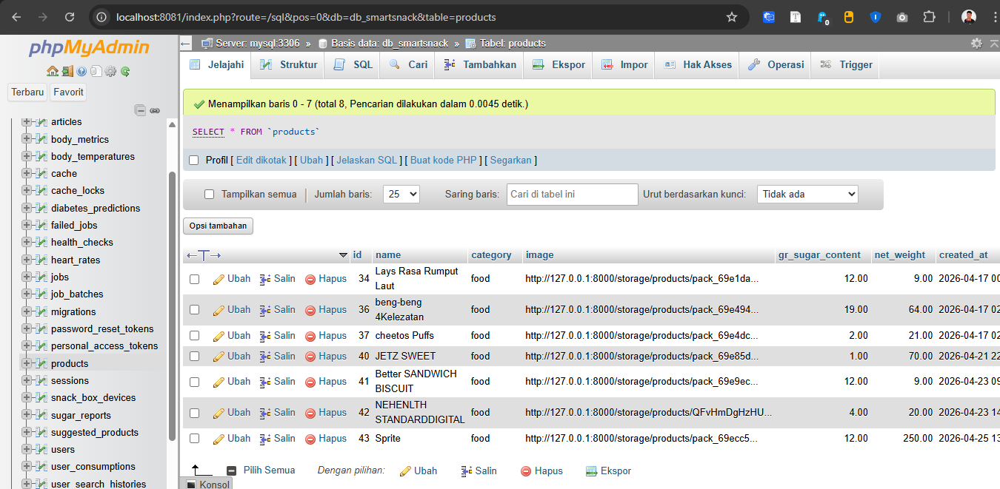 localhost:8081/index.php?route=/sql&pos=0&db=db_smartsnack&table=products
0
phpMyAdmin
Terbaru Favorit
articles
body_metrics
body_temperatures
cache
cache_locks
diabetes_predictions
failed_jobs
health_checks
heart_rates
jobs
job_batches
migrations
password_reset_tokens
personal_access_tokens
products
sessions
snack_box_devices
sugar_reports
suggested_products
users
user_consumptions
user_search_histories
Server: mysql:3306 » Basis data: db_smartsnack » Tabel: products
Jelajahi Struktur SQL Cari Tambahkan Ekspor Impor Hak Akses Operasi Trigger
Menampilkan baris 0 - 7 (total 8, Pencarian dilakukan dalam 0.0045 detik.)
SELECT * FROM `products`
Profil [ Edit dikotak ] [ Ubah ] [ Jelaskan SQL ] [ Buat kode PHP ] [ Segarkan ]
Tampilkan semua | Jumlah baris: 25 Saring baris: Cari di tabel ini Urut berdasarkan kunci: Tidak ada
Opsi tambahan
←T→ id name category image gr_sugar_content net_weight created_at
Ubah Salin Hapus 34 Lays Rasa Rumput Laut food http://127.0.0.1:8000/storage/products/pack_69e1da... 12.00 9.00 2026-04-17 00
Ubah Salin Hapus 36 beng-beng 4Kelezatan food http://127.0.0.1:8000/storage/products/pack_69e494... 19.00 64.00 2026-04-17 02
Ubah Salin Hapus 37 cheetos Puffs food http://127.0.0.1:8000/storage/products/pack_69e4dc... 2.00 21.00 2026-04-17 02
Ubah Salin Hapus 40 JETZ SWEET food http://127.0.0.1:8000/storage/products/pack_69e85d... 1.00 70.00 2026-04-21 22
Ubah Salin Hapus 41 Better SANDWICH BISCUIT food http://127.0.0.1:8000/storage/products/pack_69e9ec... 12.00 9.00 2026-04-23 09
Ubah Salin Hapus 42 NEHENLTH STANDARDDIGITAL food http://127.0.0.1:8000/storage/products/QFvHmDgHzHU... 4.00 20.00 2026-04-23 14
Ubah Salin Hapus 43 Sprite food http://127.0.0.1:8000/storage/products/pack_69ecc5... 12.00 250.00 2026-04-25 13
Pilih Semua Dengan pilihan: Ubah Salin Hapus Ekspor
Konsol